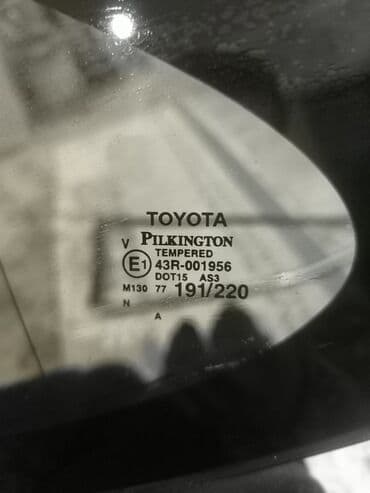 TOYOTA
V PILKINGTON
TEMPERED
E1 43R-001956
DOT15 AS3
M130 77 191/220
N
A